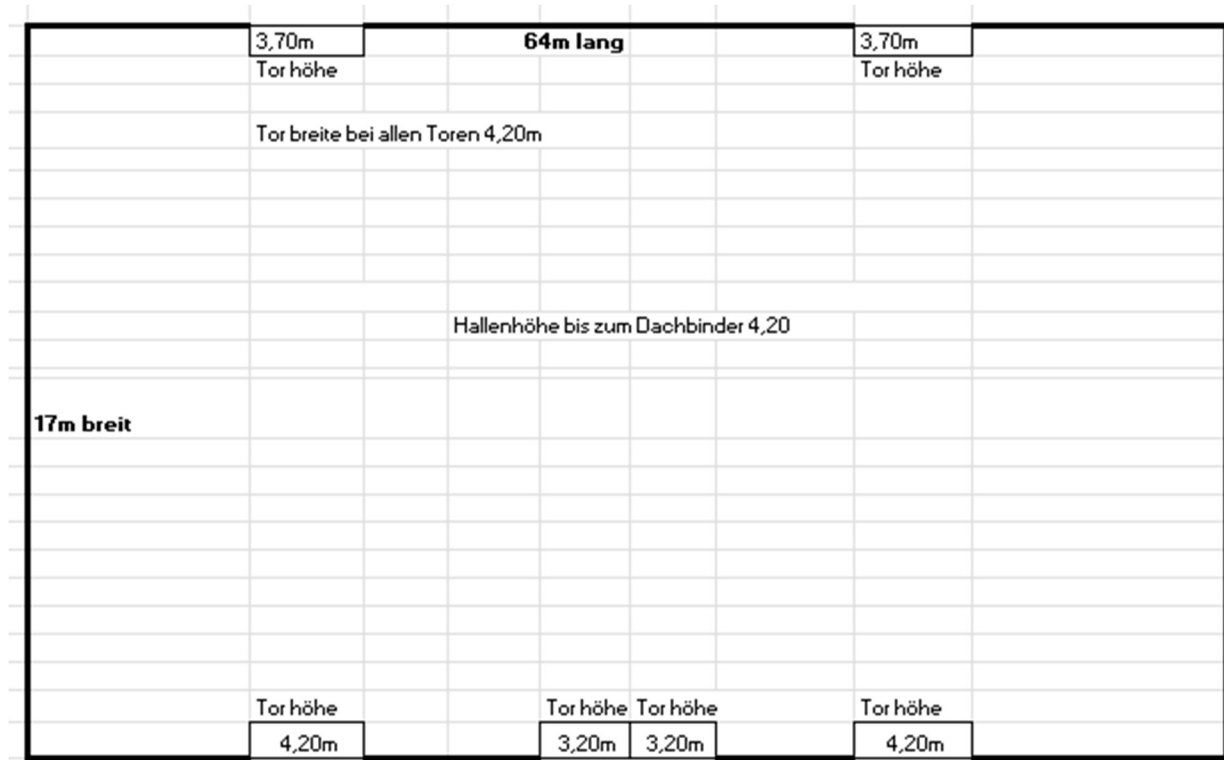 3,70m 64m lang 3,70m
Tor höhe Tor höhe
Tor breite bei allen Toren 4,20m
Hallenhöhe bis zum Dachbinder 4,20
17m breit
Tor höhe Tor höhe Tor höhe Tor höhe
4,20m 3,20m 3,20m 4,20m